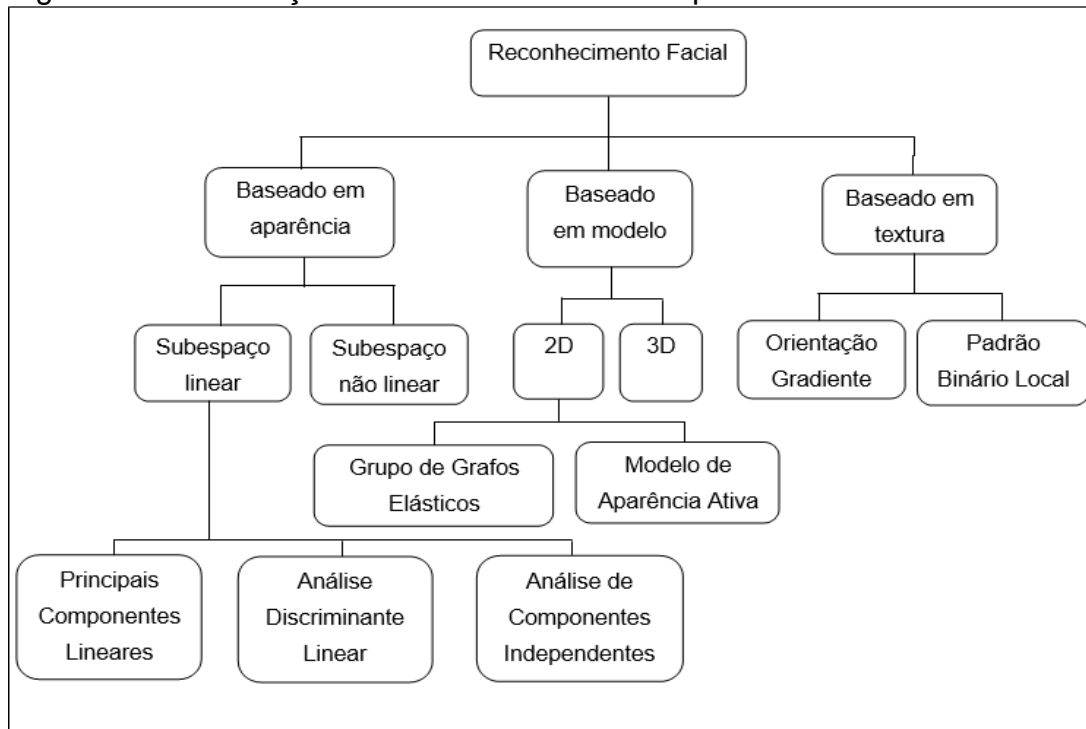 Reconhecimento Facial
Baseado em
aparência
Baseado
em modelo
Baseado em
textura
Subespaço
linear
Subespaço
não linear
2D
3D
Orientação
Gradiente
Padrão
Binário Local
Grupo de Grafos
Elásticos
Modelo de
Aparência Ativa
Principais
Componentes
Lineares
Análise
Discriminante
Linear
Análise de
Componentes
Independentes